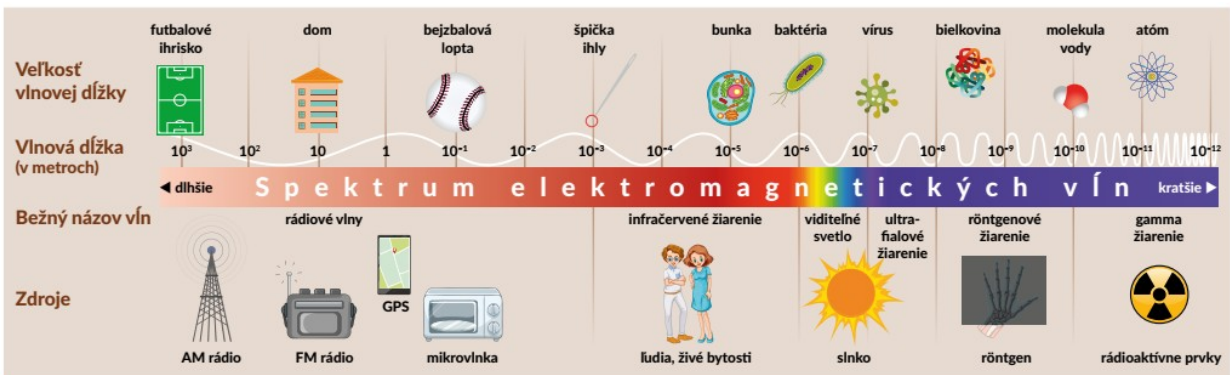 futbalové
ihrisko
dom
bejzbalová
lopta
špička
ihly
bunka
baktéria
vírus
bielkovina
molekula
vody
atóm
Veľkosť
vlnovej dĺžky
Vlnová dĺžka
(v metroch)
10³ 10² 10 1 10⁻¹ 10⁻² 10⁻³ 10⁻⁴ 10⁻⁵ 10⁻⁶ 10⁻⁷ 10⁻⁸ 10⁻⁹ 10⁻¹⁰ 10⁻¹¹ 10⁻¹²
◄ dlhšie Spektrum elektromagnetických vĺn kratšie ►
Bežný názov vĺn
rádiové vlny
infračervené žiarenie
viditeľné
svetlo
ultra-
fialové
žiarenie
röntgenové
žiarenie
gamma
žiarenie
Zdroje
GPS
AM rádio
FM rádio
mikrovlnka
ľudia, živé bytosti
slnko
röntgen
rádioaktívne prvky